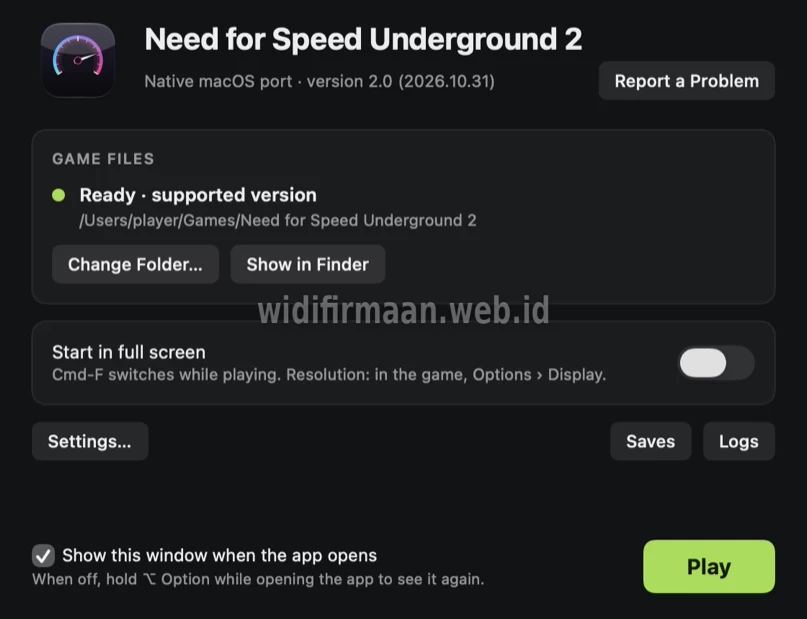 Need for Speed Underground 2
Native macOS port · version 2.0 (2026.10.31)
Report a Problem
GAME FILES
Ready · supported version
/Users/player/Games/Need for Speed Underground 2
Change Folder...
Show in Finder
widifirmaan.web.id
Start in full screen
Cmd-F switches while playing. Resolution: in the game, Options › Display.
Settings...
Saves
Logs
Show this window when the app opens
When off, hold ⌥ Option while opening the app to see it again.
Play